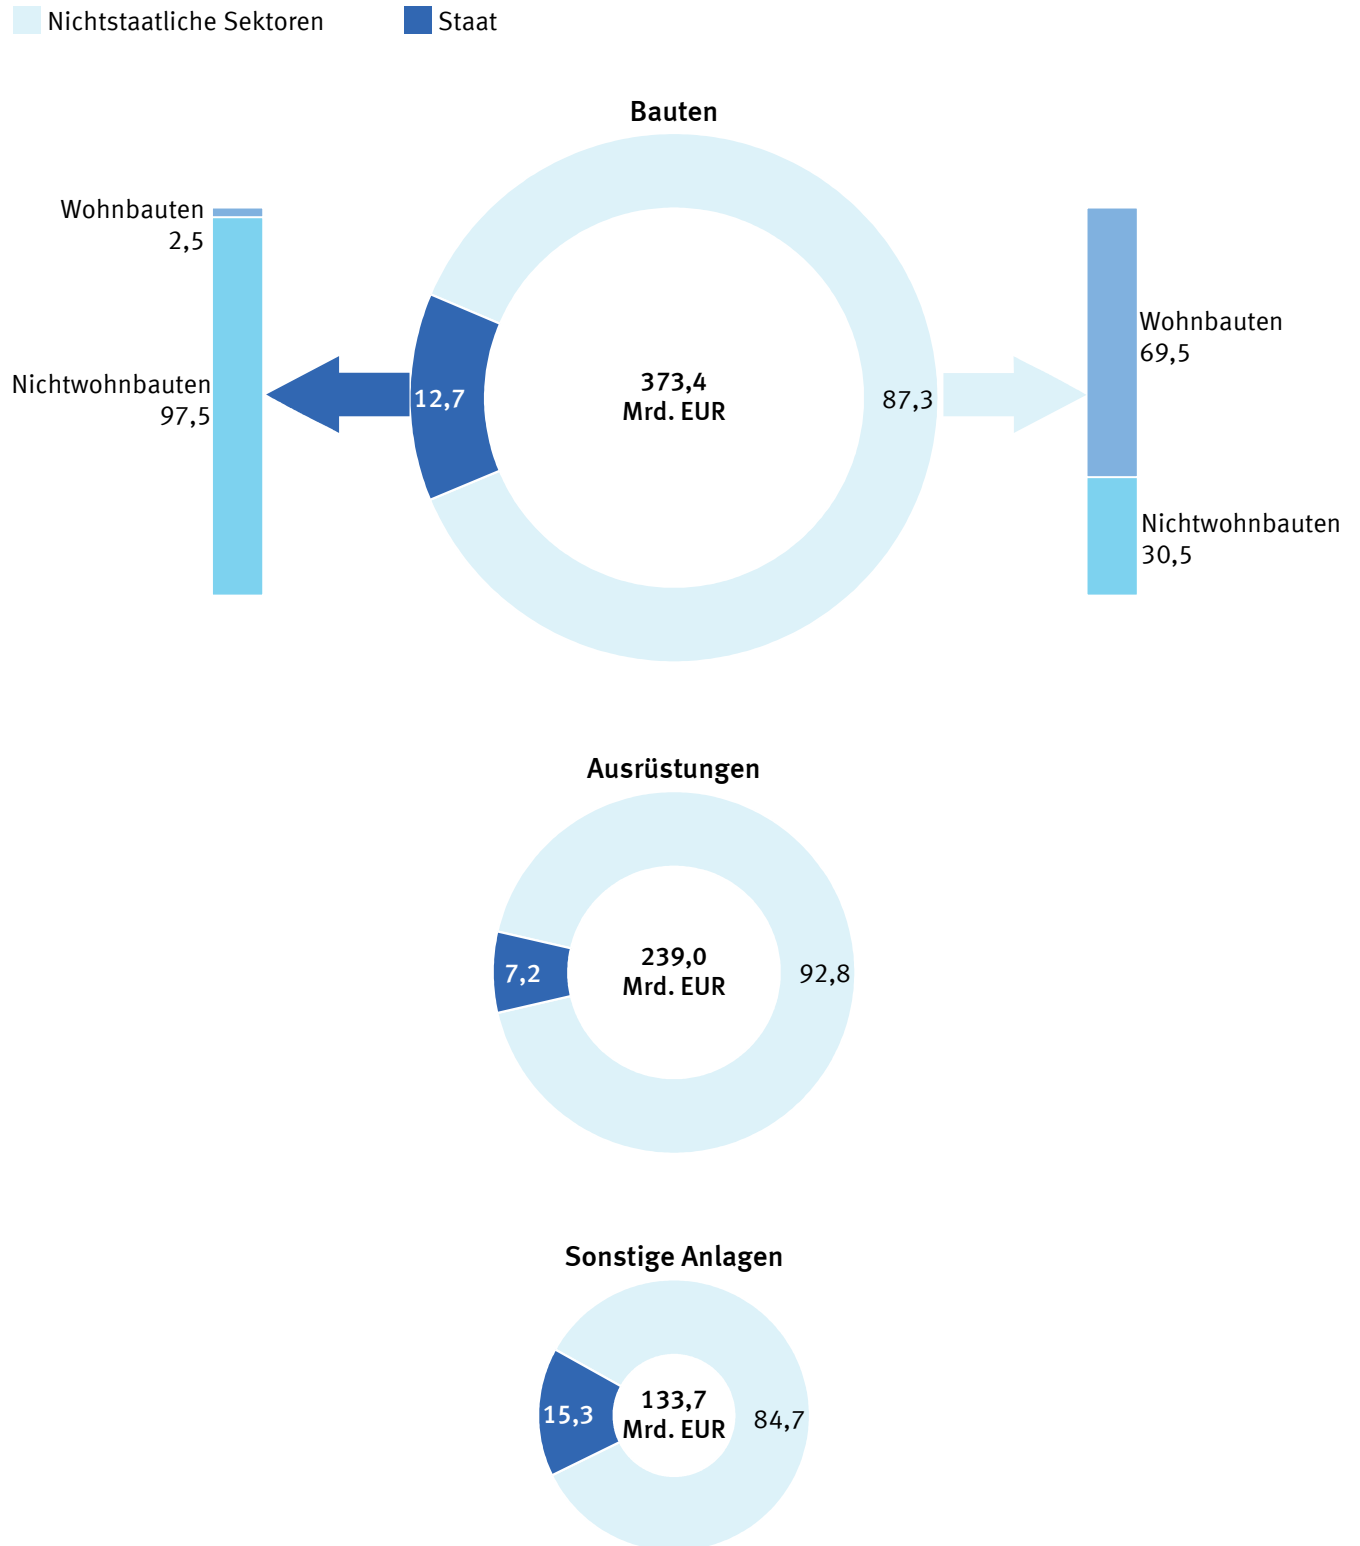 Nichtstaatliche Sektoren
Staat
Bauten
Wohnbauten
2,5
Nichtwohnbauten
97,5
12,7
373,4
Mrd. EUR
87,3
Wohnbauten
69,5
Nichtwohnbauten
30,5
Ausrüstungen
7,2
239,0
Mrd. EUR
92,8
Sonstige Anlagen
15,3
133,7
Mrd. EUR
84,7